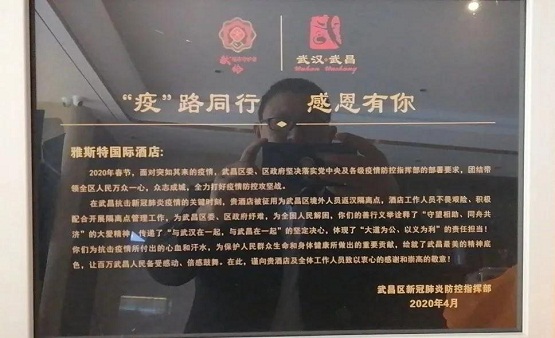 武汉·武昌
Wuhan Wuchang
“疫”路同行 感恩有你
雅斯特国际酒店:
2020年春节，面对突如其来的疫情，武昌区委、区政府坚决落实党中央及各级疫情防控指挥部的部署要求，团结带
领全区人民万众一心，众志成城，全力打好疫情防控攻坚战。
在武昌抗击新冠疫情的关键时刻，贵酒店被征用为武昌区境外人员返汉隔离点，酒店工作人员不畏艰险、积极
配合开展隔离点管理工作，为武昌区委、区政府纾难，为全国人民解困，你们的善行义举诠释了“守望相助、同舟共
济”的大爱精神，传递了“与武汉在一起，与武昌在一起”的坚定决心，体现了“大道为公、以义为利”的责任担当！
你们为抗击疫情所付出的心血和汗水，为保护人民群众生命和身体健康所做出的重要贡献，绘就了武昌最美的精神底
色，让百万武昌人民备受感动、倍感鼓舞。在此，谨向贵酒店及全体工作人员致以衷心的感谢和崇高的敬意！
武昌区新冠肺炎防控指挥部
2020年4月